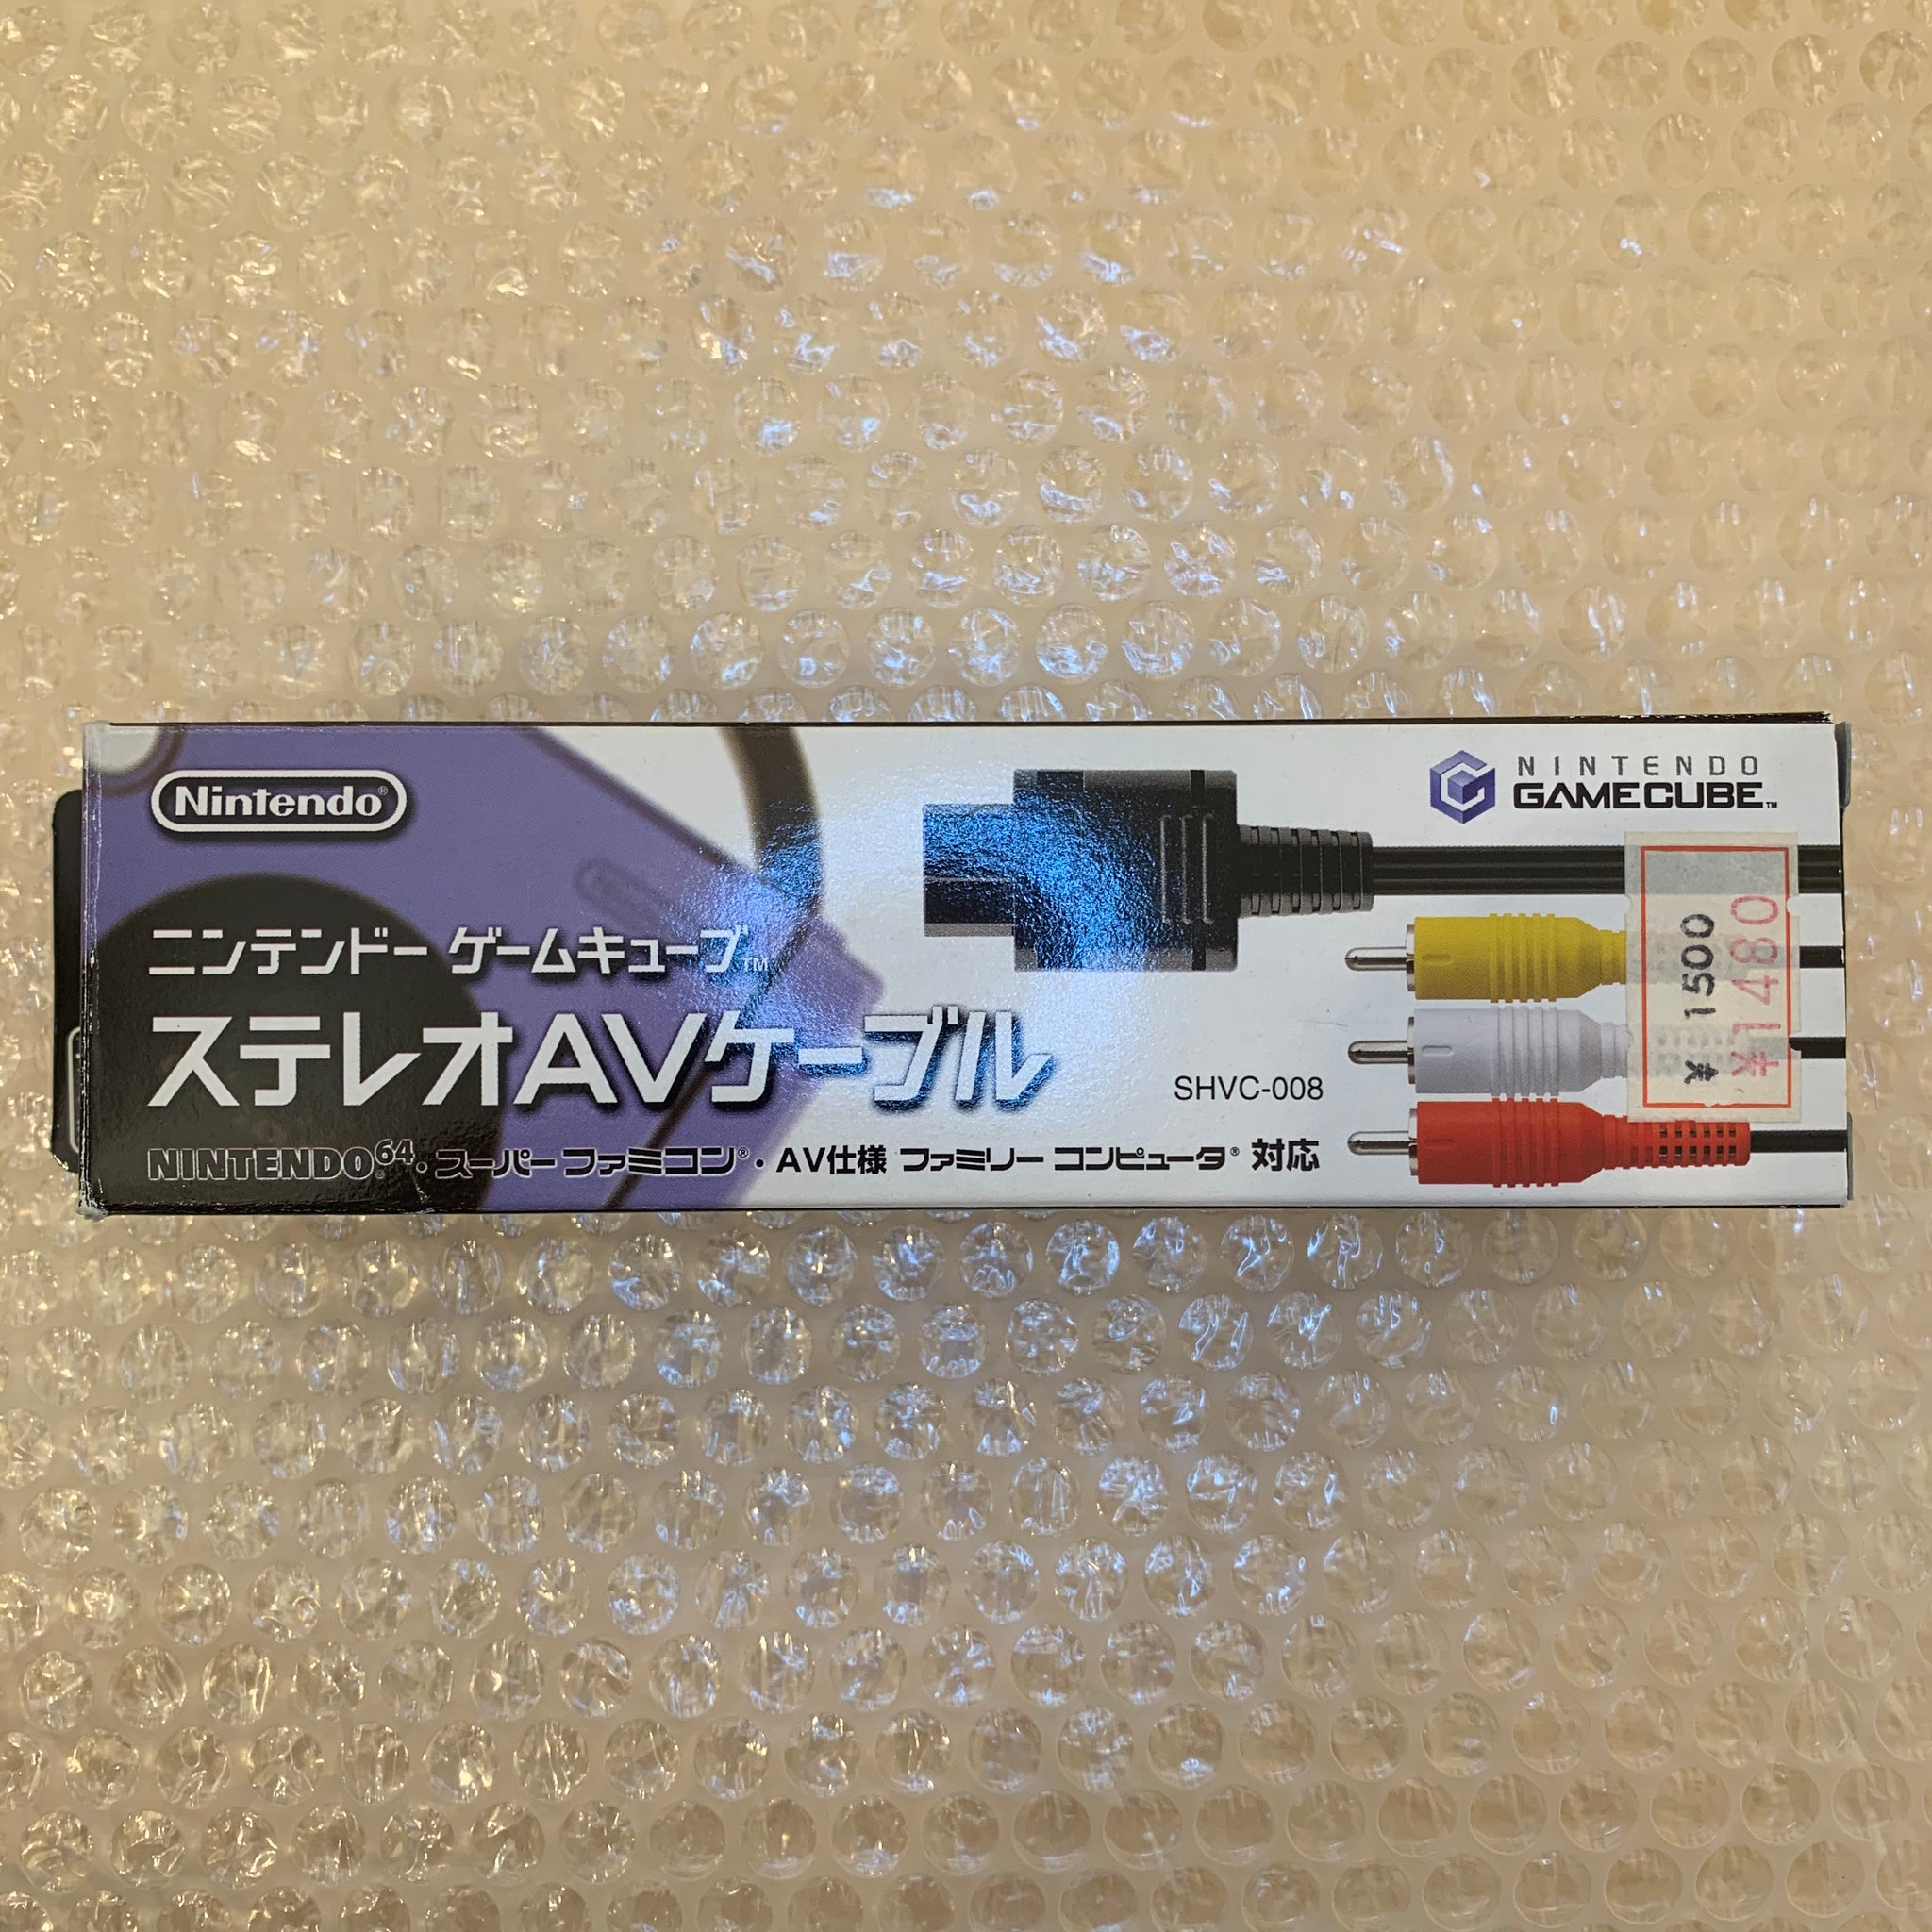 Nintendo®
NINTENDO
GAMECUBE™
ニンテンドー ゲームキューブ™
ステレオAVケーブル
SHVC-008
NINTENDO64®・スーパー ファミコン®・AV仕様 ファミリー コンピュータ® 対応
¥ 1500
¥1480